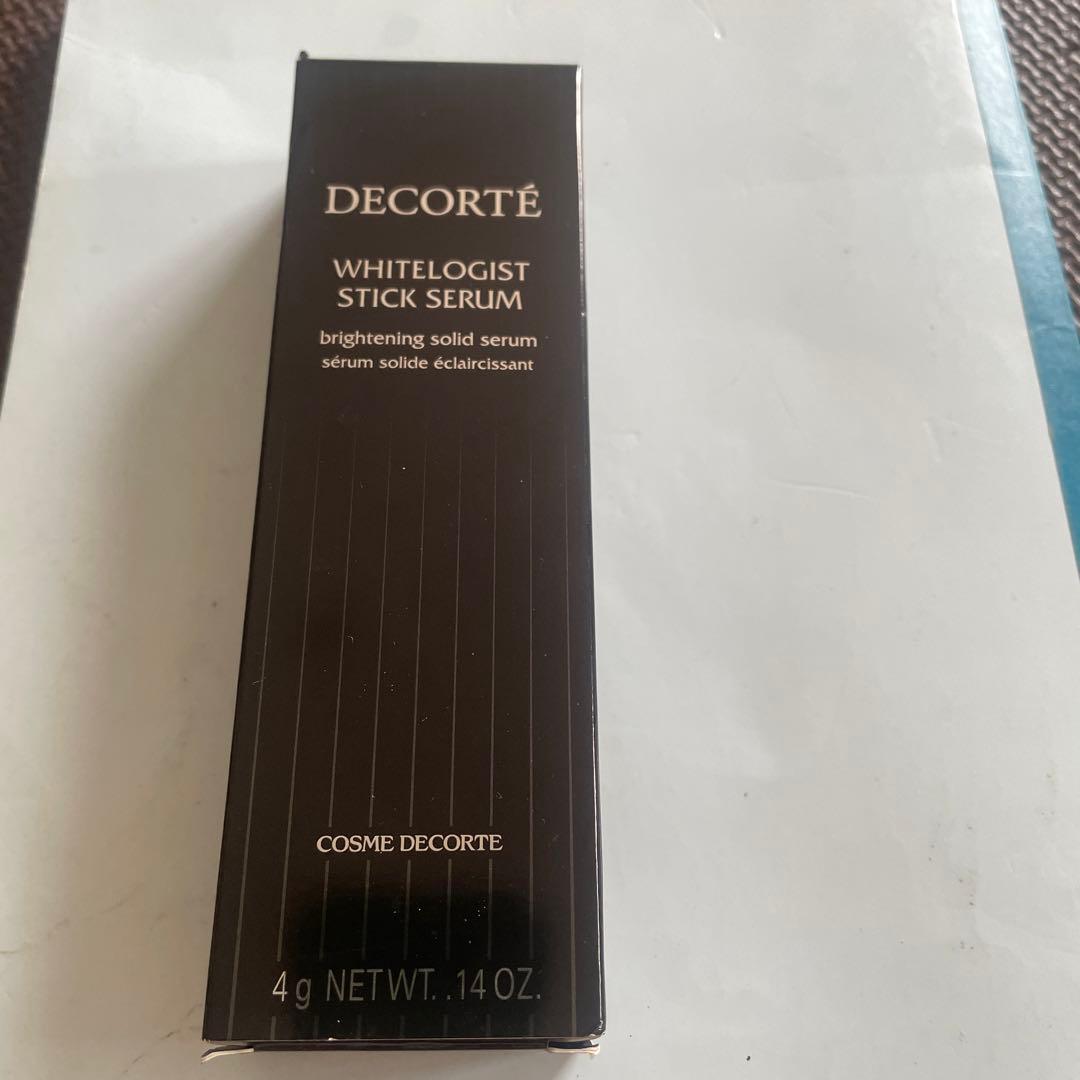 DECORTÉ
WHITELOGIST
STICK SERUM
brightening solid serum
sérum solide éclaircissant
COSME DECORTE
4 g NET WT. .14 OZ.